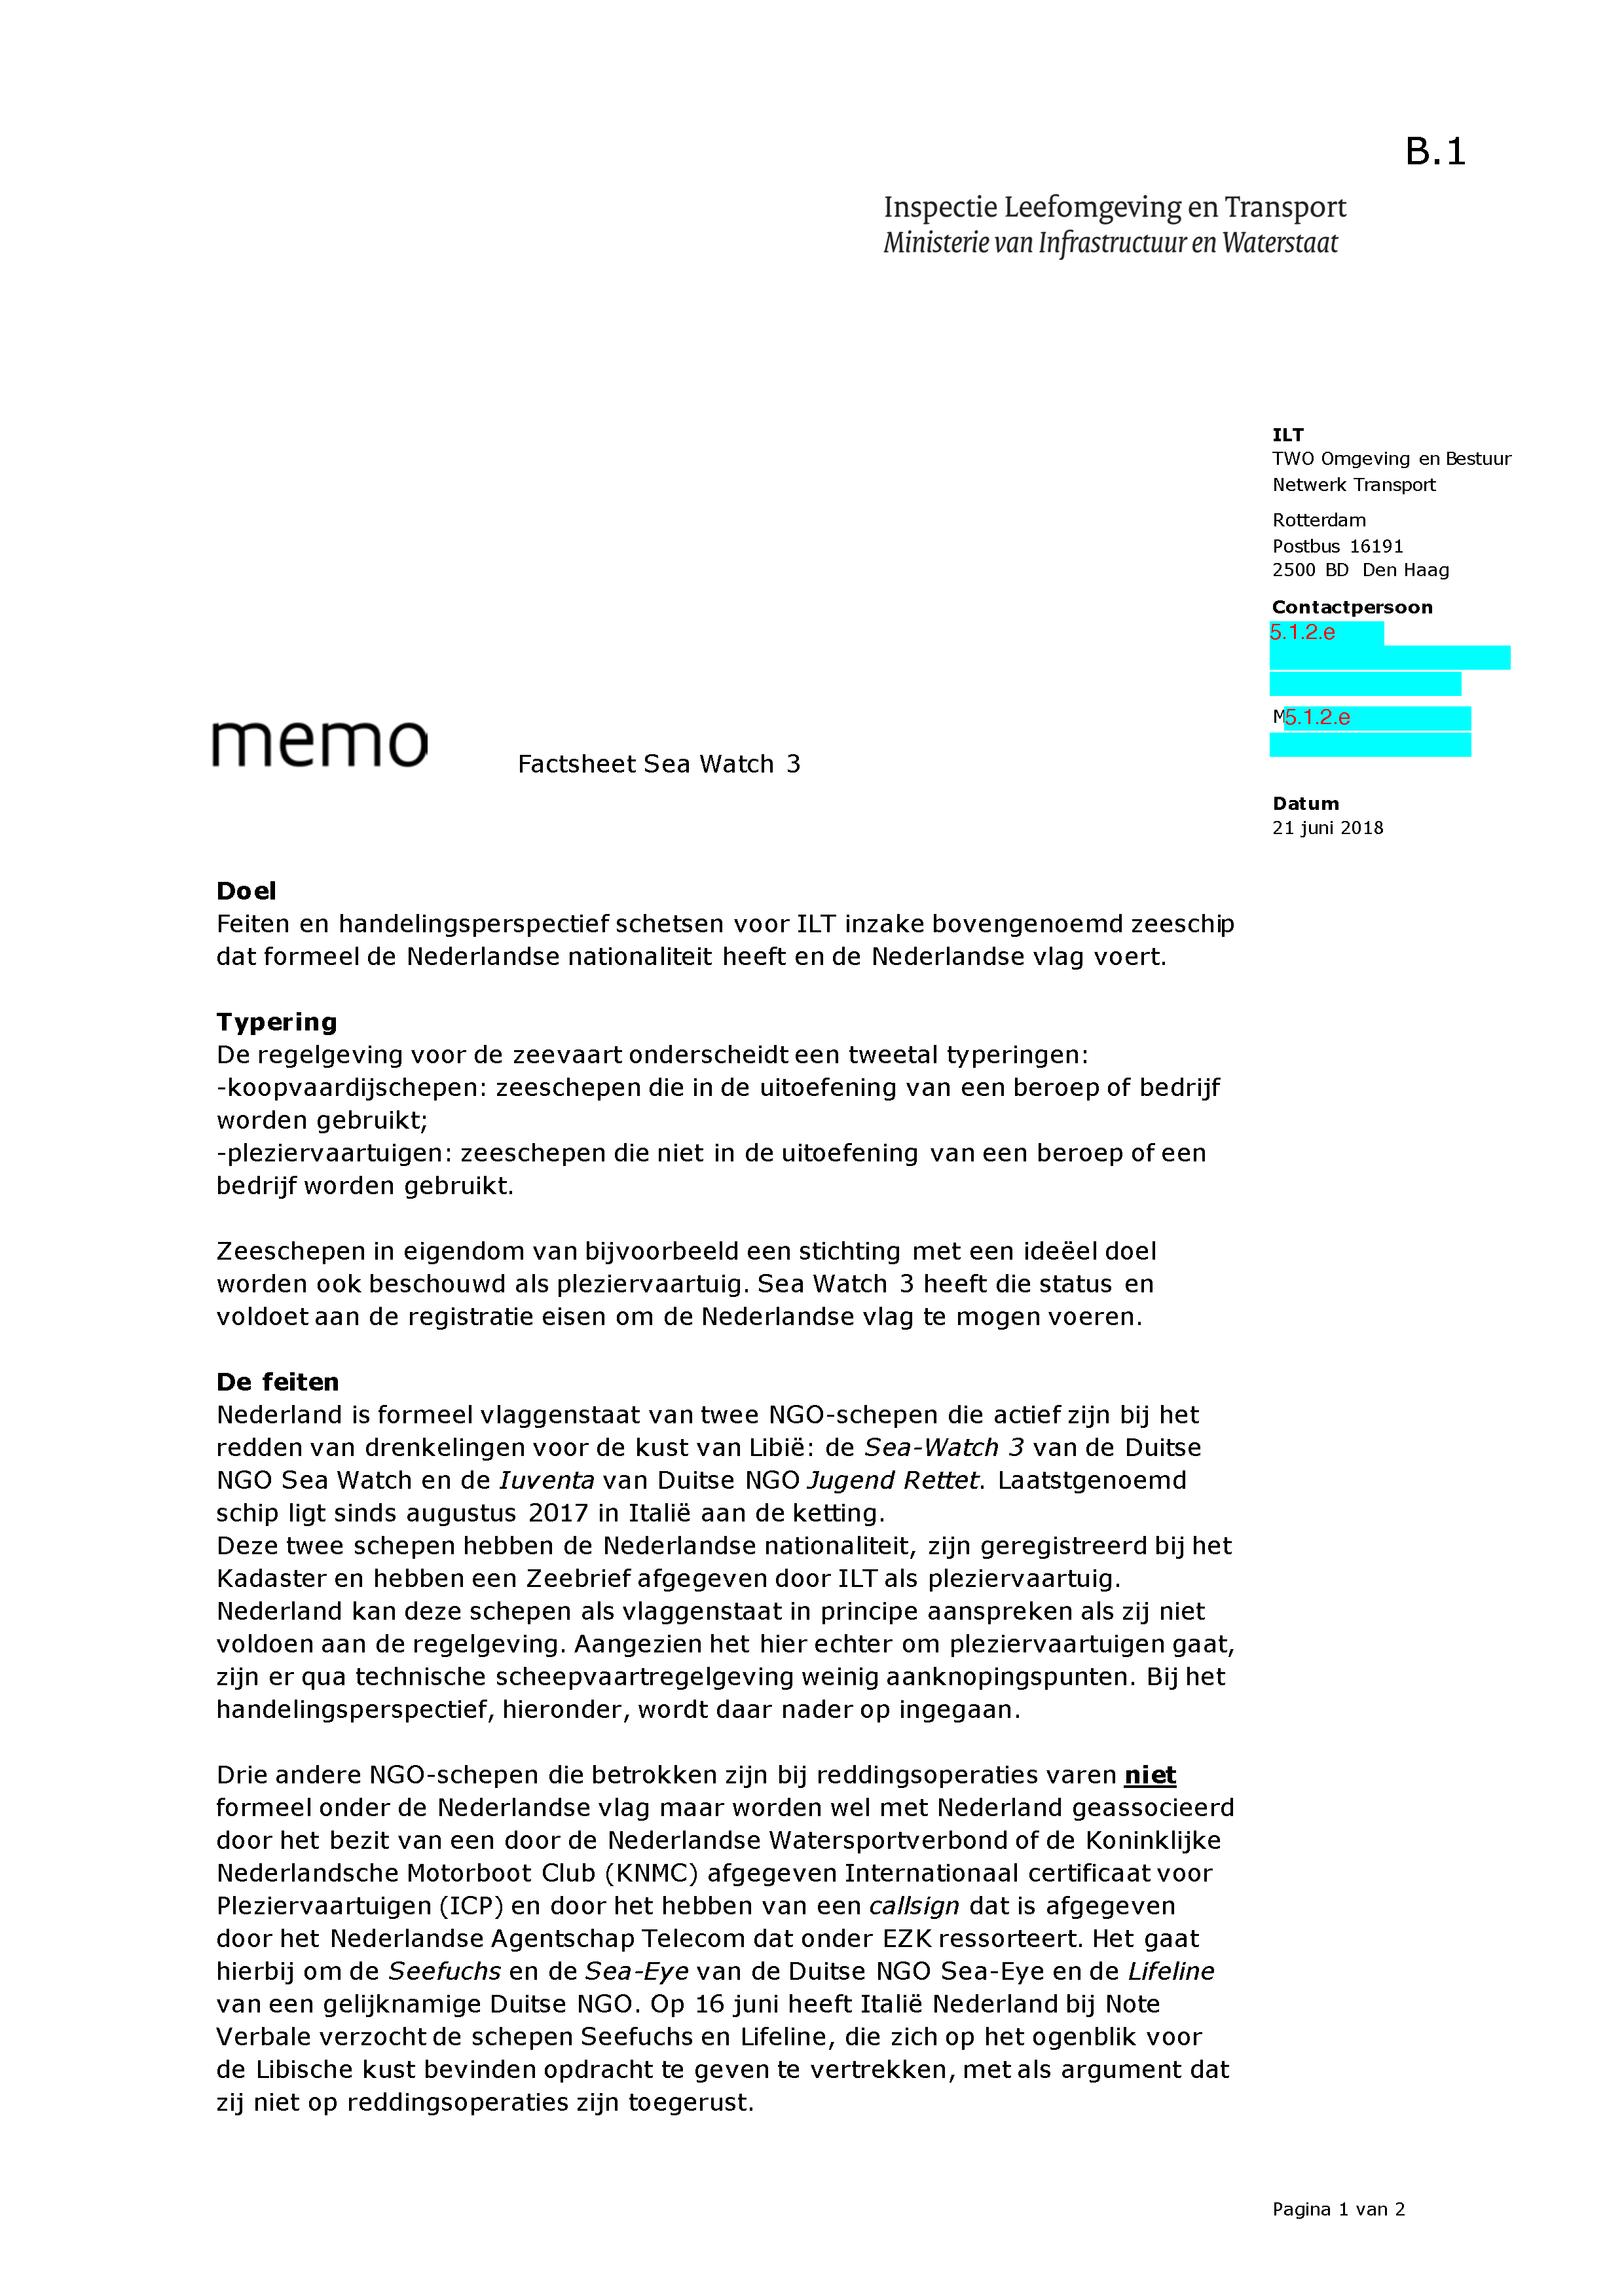 B.1
Inspectie Leefomgeving en Transport
Ministerie van Infrastructuur en Waterstaat
ILT
TWO Omgeving en Bestuur
Netwerk Transport
Rotterdam
Postbus 16191
2500 BD Den Haag
Contactpersoon
5.1.2.e
M5.1.2.e
memo
Factsheet Sea Watch 3
Datum
21 juni 2018
Doel
Feiten en handelingsperspectief schetsen voor ILT inzake bovengenoemd zeeschip
dat formeel de Nederlandse nationaliteit heeft en de Nederlandse vlag voert.
Typering
De regelgeving voor de zeevaart onderscheidt een tweetal typeringen:
-koopvaardijschepen: zeeschepen die in de uitoefening van een beroep of bedrijf
worden gebruikt;
-pleziervaartuigen: zeeschepen die niet in de uitoefening van een beroep of een
bedrijf worden gebruikt.
Zeeschepen in eigendom van bijvoorbeeld een stichting met een ideëel doel
worden ook beschouwd als pleziervaartuig. Sea Watch 3 heeft die status en
voldoet aan de registratie eisen om de Nederlandse vlag te mogen voeren.
De feiten
Nederland is formeel vlaggenstaat van twee NGO-schepen die actief zijn bij het
redden van drenkelingen voor de kust van Libië: de Sea-Watch 3 van de Duitse
NGO Sea Watch en de Iuventa van Duitse NGO Jugend Rettet. Laatstgenoemd
schip ligt sinds augustus 2017 in Italië aan de ketting.
Deze twee schepen hebben de Nederlandse nationaliteit, zijn geregistreerd bij het
Kadaster en hebben een Zeebrief afgegeven door ILT als pleziervaartuig.
Nederland kan deze schepen als vlaggenstaat in principe aanspreken als zij niet
voldoen aan de regelgeving. Aangezien het hier echter om pleziervaartuigen gaat,
zijn er qua technische scheepvaartregelgeving weinig aanknopingspunten. Bij het
handelingsperspectief, hieronder, wordt daar nader op ingegaan.
Drie andere NGO-schepen die betrokken zijn bij reddingsoperaties varen niet
formeel onder de Nederlandse vlag maar worden wel met Nederland geassocieerd
door het bezit van een door de Nederlandse Watersportverbond of de Koninklijke
Nederlandsche Motorboot Club (KNMC) afgegeven Internationaal certificaat voor
Pleziervaartuigen (ICP) en door het hebben van een callsign dat is afgegeven
door het Nederlandse Agentschap Telecom dat onder EZK ressorteert. Het gaat
hierbij om de Seefuchs en de Sea-Eye van de Duitse NGO Sea-Eye en de Lifeline
van een gelijknamige Duitse NGO. Op 16 juni heeft Italië Nederland bij Note
Verbale verzocht de schepen Seefuchs en Lifeline, die zich op het ogenblik voor
de Libische kust bevinden opdracht te geven te vertrekken, met als argument dat
zij niet op reddingsoperaties zijn toegerust.
Pagina 1 van 2